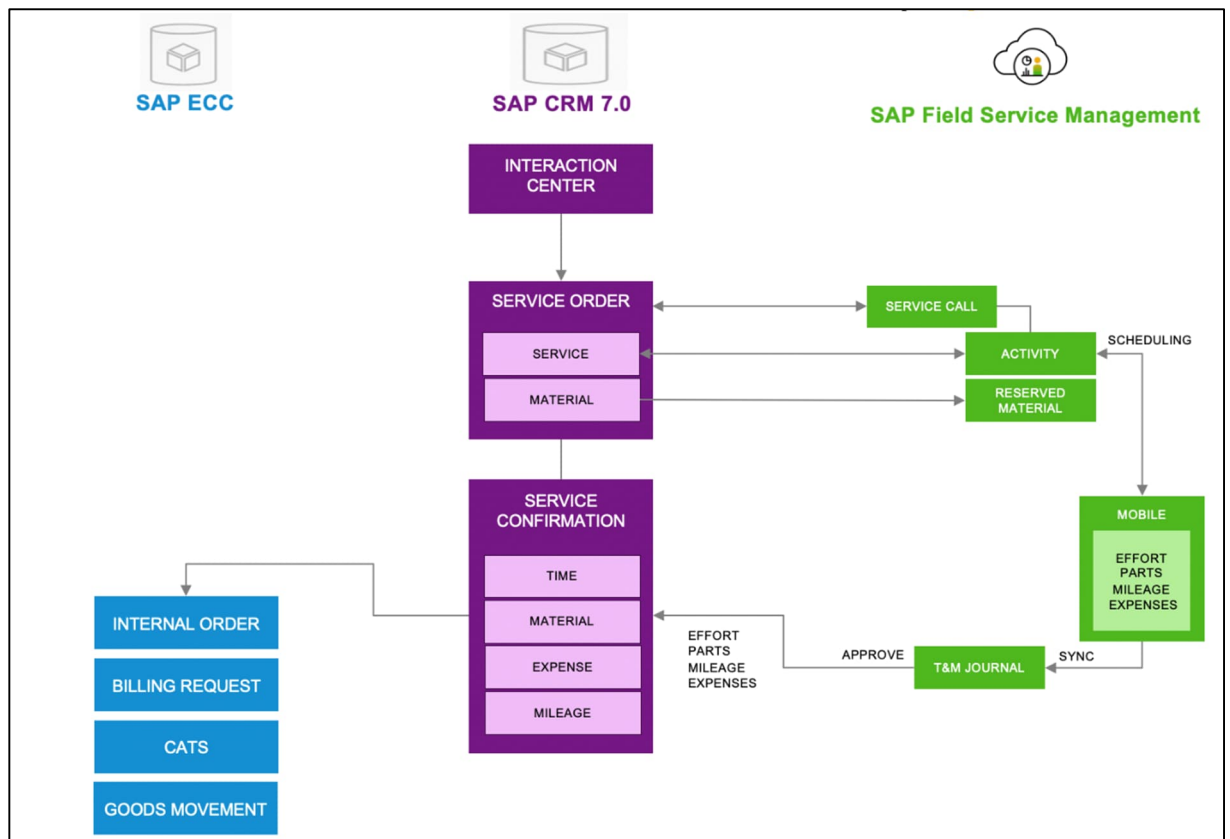 SAP ECC
SAP CRM 7.0
SAP Field Service Management
INTERACTION
CENTER
SERVICE ORDER
SERVICE
MATERIAL
SERVICE CALL
ACTIVITY
SCHEDULING
RESERVED
MATERIAL
SERVICE
CONFIRMATION
TIME
MATERIAL
EXPENSE
MILEAGE
MOBILE
EFFORT
PARTS
MILEAGE
EXPENSES
SYNC
T&M JOURNAL
APPROVE
EFFORT
PARTS
MILEAGE
EXPENSES
INTERNAL ORDER
BILLING REQUEST
CATS
GOODS MOVEMENT